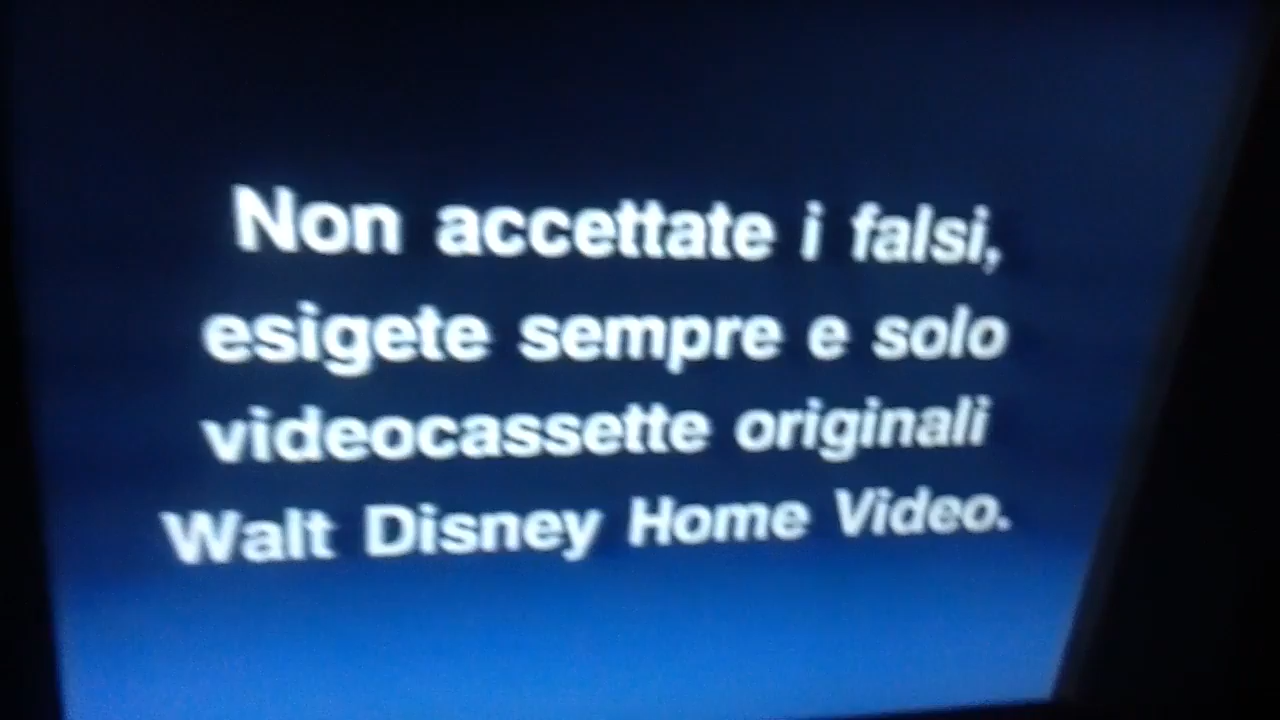 Non accettate i falsi,
esigete sempre e solo
videocassette originali
Walt Disney Home Video.